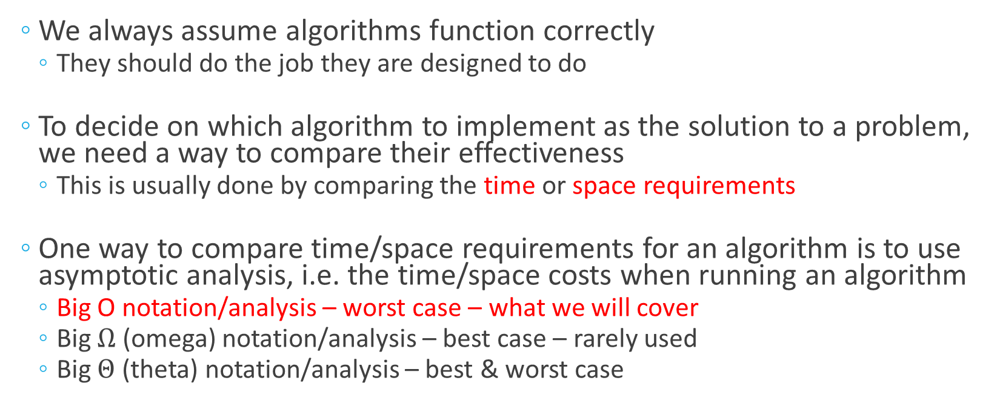 ◦ We always assume algorithms function correctly
◦ They should do the job they are designed to do
◦ To decide on which algorithm to implement as the solution to a problem,
we need a way to compare their effectiveness
◦ This is usually done by comparing the time or space requirements
◦ One way to compare time/space requirements for an algorithm is to use
asymptotic analysis, i.e. the time/space costs when running an algorithm
◦ Big O notation/analysis – worst case – what we will cover
◦ Big Ω (omega) notation/analysis – best case – rarely used
◦ Big Θ (theta) notation/analysis – best & worst case